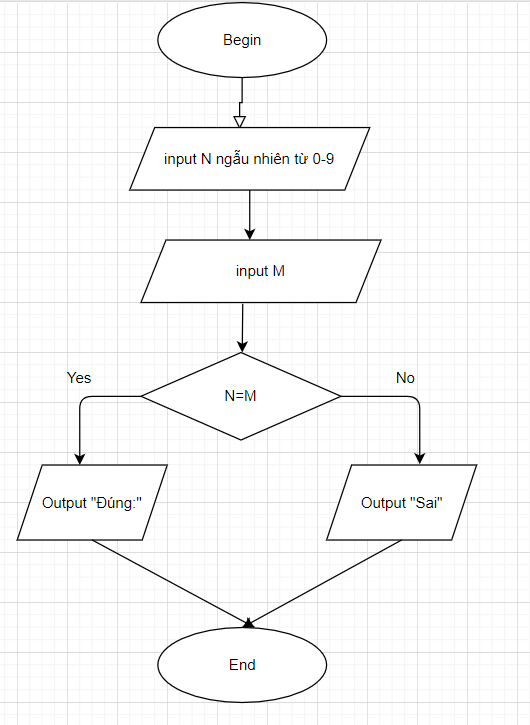 Begin
input N ngẫu nhiên từ 0-9
input M
N=M
Yes
No
Output "Đúng:"
Output "Sai"
End